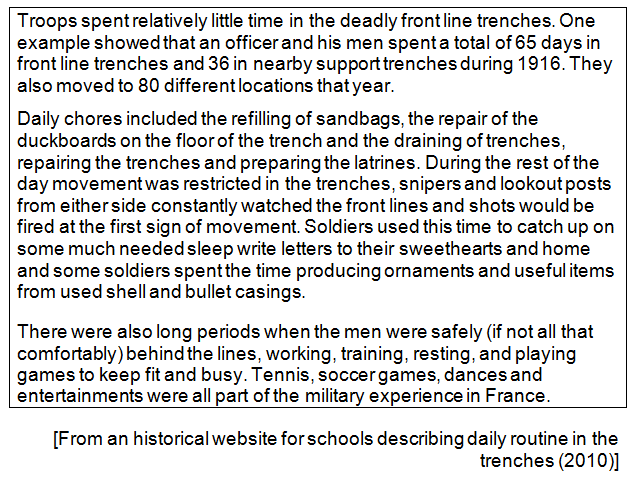 Troops spent relatively little time in the deadly front line trenches. One
example showed that an officer and his men spent a total of 65 days in
front line trenches and 36 in nearby support trenches during 1916. They
also moved to 80 different locations that year.
Daily chores included the refilling of sandbags, the repair of the
duckboards on the floor of the trench and the draining of trenches,
repairing the trenches and preparing the latrines. During the rest of the
day movement was restricted in the trenches, snipers and lookout posts
from either side constantly watched the front lines and shots would be
fired at the first sign of movement. Soldiers used this time to catch up on
some much needed sleep write letters to their sweethearts and home
and some soldiers spent the time producing ornaments and useful items
from used shell and bullet casings.
There were also long periods when the men were safely (if not all that
comfortably) behind the lines, working, training, resting, and playing
games to keep fit and busy. Tennis, soccer games, dances and
entertainments were all part of the military experience in France.
[From an historical website for schools describing daily routine in the
trenches (2010)]